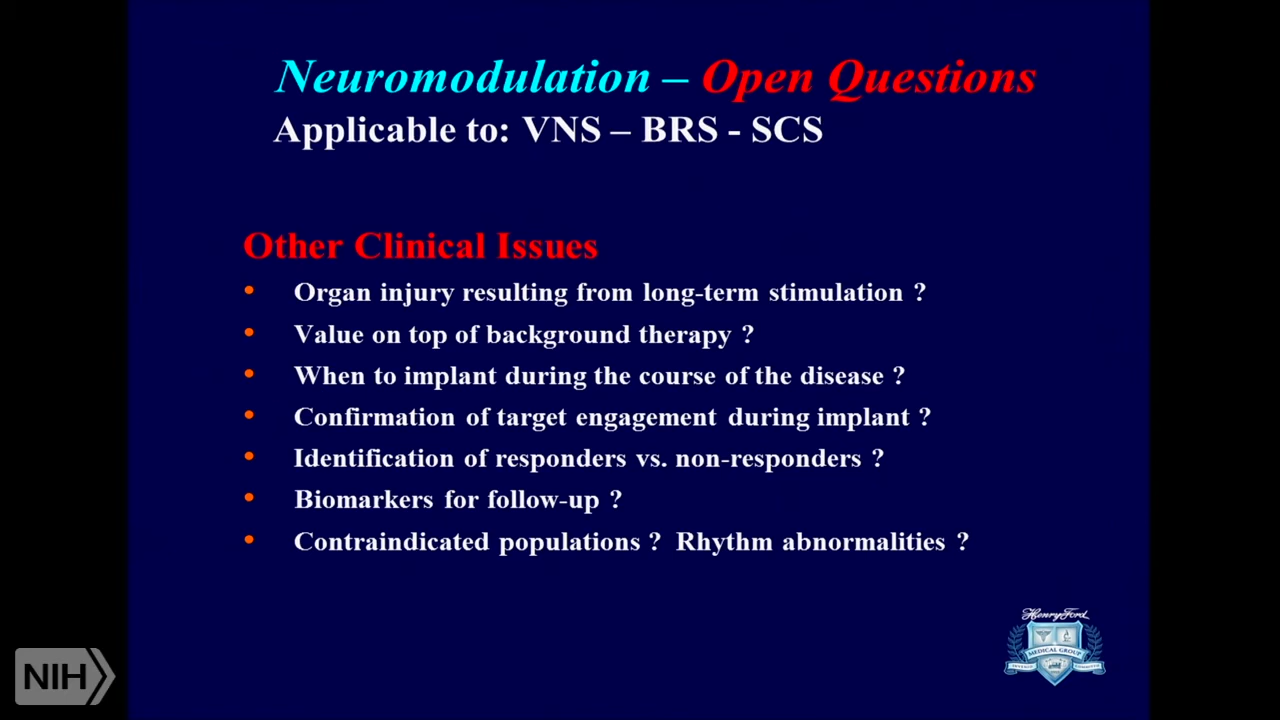 Neuromodulation – Open Questions
Applicable to: VNS – BRS - SCS
Other Clinical Issues
• Organ injury resulting from long-term stimulation ?
• Value on top of background therapy ?
• When to implant during the course of the disease ?
• Confirmation of target engagement during implant ?
• Identification of responders vs. non-responders ?
• Biomarkers for follow-up ?
• Contraindicated populations ? Rhythm abnormalities ?
Henry Ford
MEDICAL GROUP
NIH